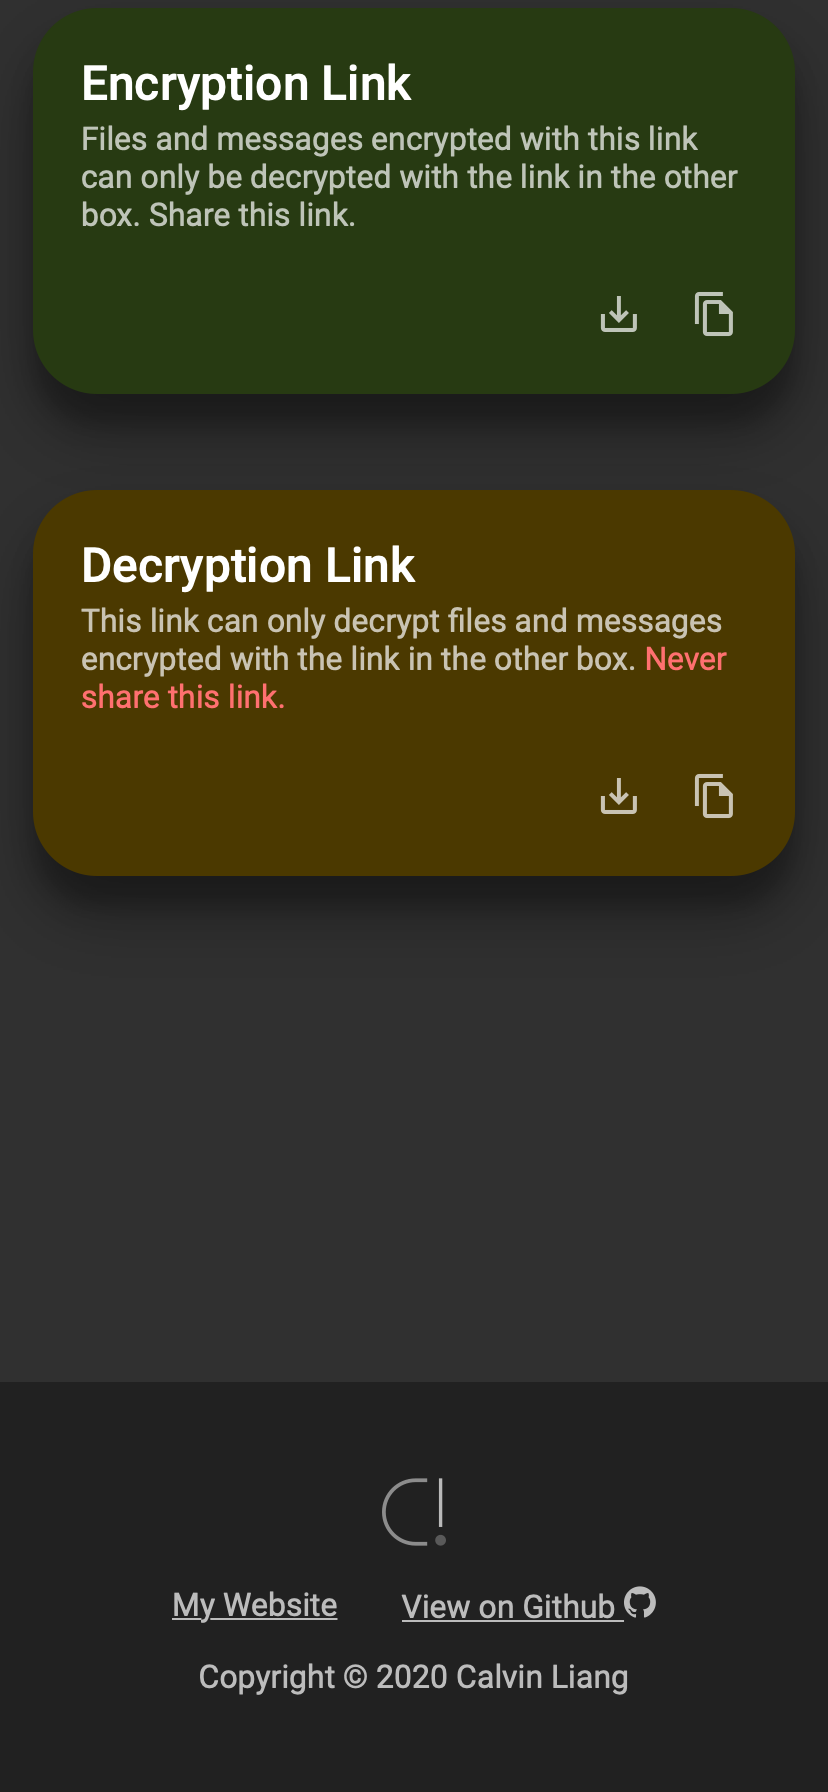 Encryption Link
Files and messages encrypted with this link
can only be decrypted with the link in the other
box. Share this link.
Decryption Link
This link can only decrypt files and messages
encrypted with the link in the other box. Never
share this link.
My Website
View on Github
Copyright © 2020 Calvin Liang